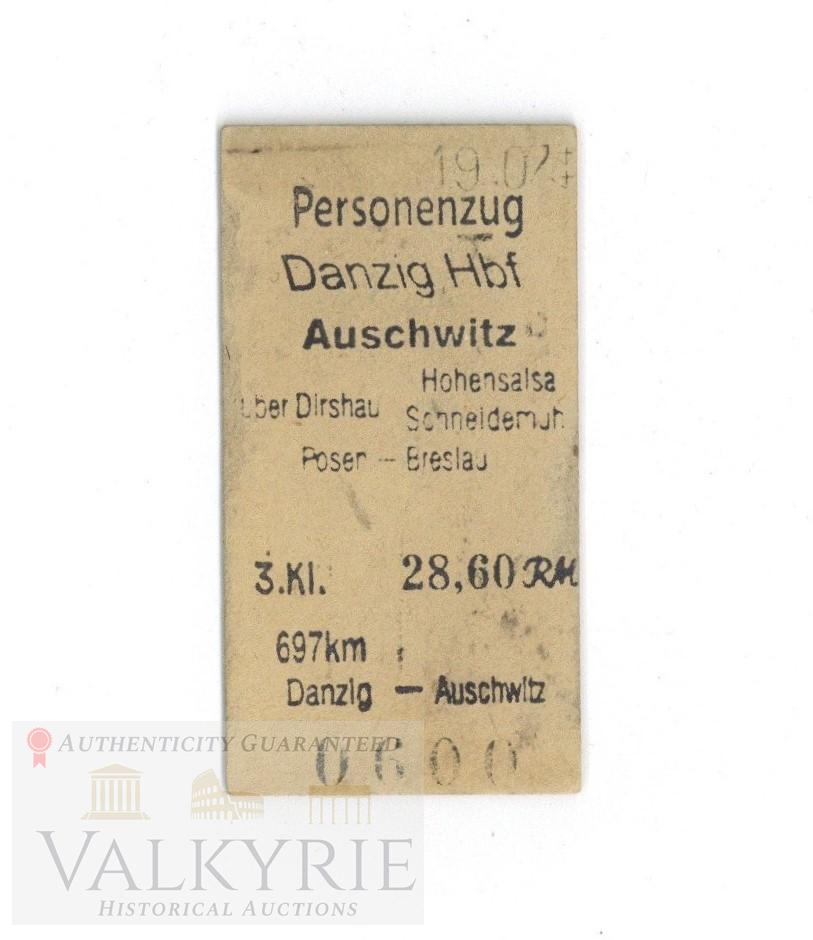 19.0
Personenzug
Danzig Hbf
Auschwitz
Hohensalsa
über Dirshau
Schneidemuh
Posen — Breslau
3.Kl. 28,60 RM
697km
Danzig — Auschwitz
0600
AUTHENTICITY GUARANTEED
VALKYRIE
HISTORICAL AUCTIONS